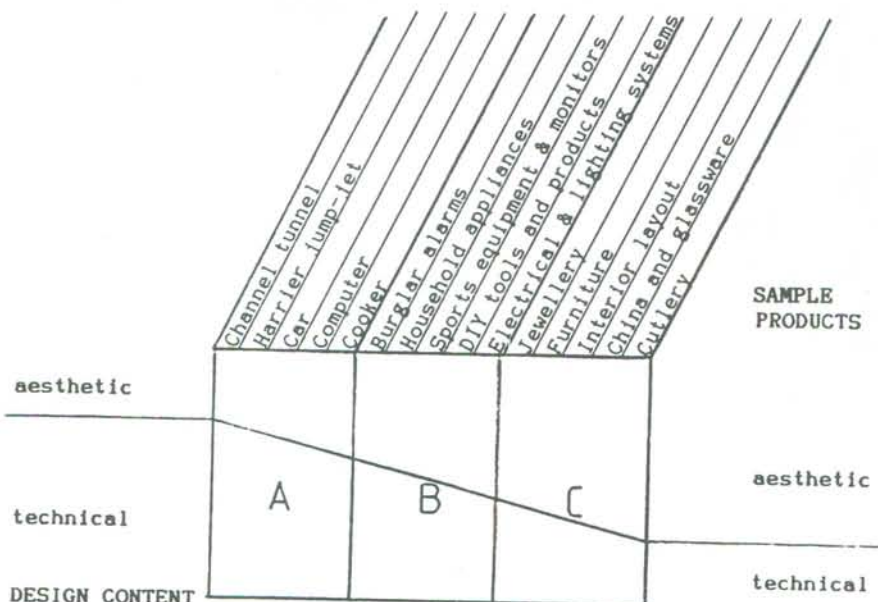 Channel tunnel
Harrier jump-jet
Car
Computer
Cooker
Burglar alarms
Household appliances
Sports equipment & monitors
DIY tools and products
Electrical & lighting systems
Jewellery
Furniture
Interior layout
China and glassware
Cutlery
SAMPLE
PRODUCTS
aesthetic
technical
A
B
C
aesthetic
technical
DESIGN CONTENT